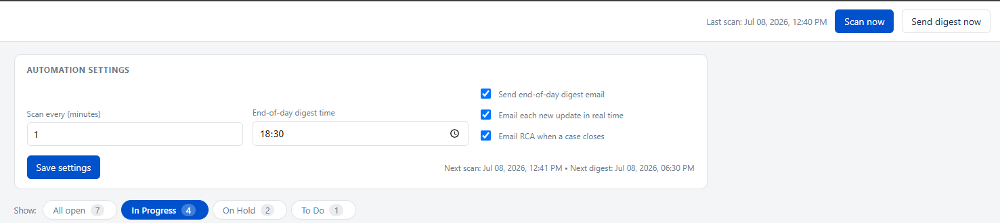 Last scan: Jul 08, 2026, 12:40 PM Scan now Send digest now
AUTOMATION SETTINGS
Scan every (minutes)
1
End-of-day digest time
18:30
Send end-of-day digest email
Email each new update in real time
Email RCA when a case closes
Save settings
Next scan: Jul 08, 2026, 12:41 PM • Next digest: Jul 08, 2026, 06:30 PM
Show: All open 7 In Progress 4 On Hold 2 To Do 1